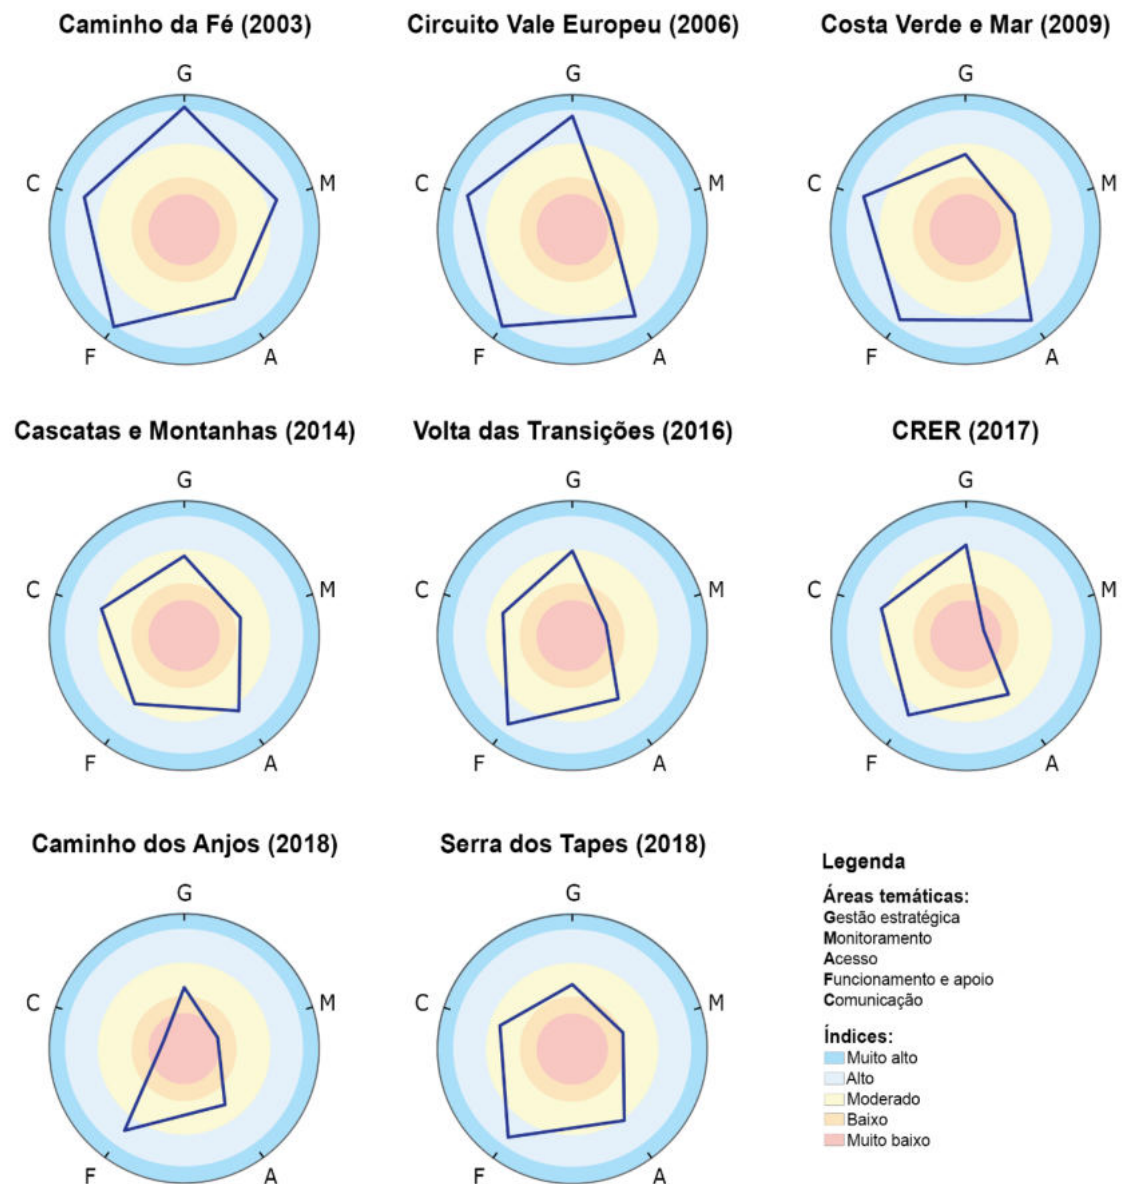 Caminho da Fé (2003)
G
M
A
F
C
Circuito Vale Europeu (2006)
G
M
A
F
C
Costa Verde e Mar (2009)
G
M
A
F
C
Cascatas e Montanhas (2014)
G
M
A
F
C
Volta das Transições (2016)
G
M
A
F
C
CRER (2017)
G
M
A
F
C
Caminho dos Anjos (2018)
G
M
A
F
C
Serra dos Tapes (2018)
G
M
A
F
C
Legenda
Áreas temáticas:
Gestão estratégica
Monitoramento
Acesso
Funcionamento e apoio
Comunicação
Índices:
Muito alto
Alto
Moderado
Baixo
Muito baixo